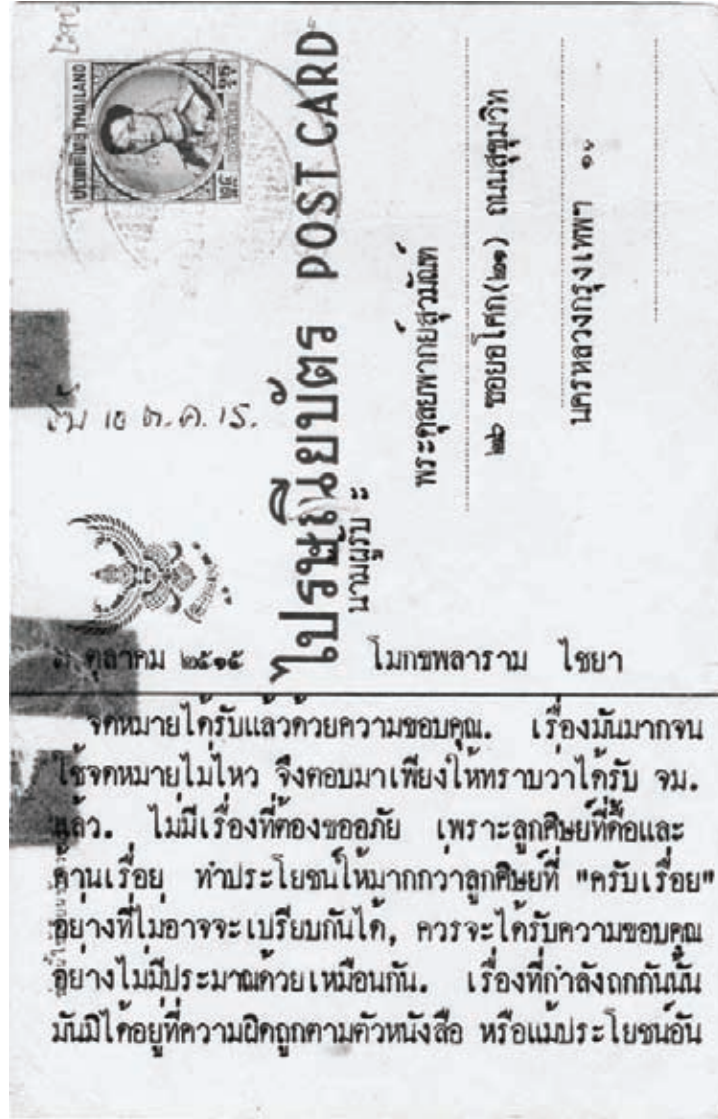 ประเทศไทย THAILAND
รับ 10 ต.ค. 15.
ไปรษณียบัตร POST CARD
นามผู้รับ
พระดุลยพากย์สุวมัณฑ์
๒๖ ซอยอโศก(๒๑) ถนนสุขุมวิท
นครหลวงกรุงเทพฯ ๑๑
ตุลาคม ๒๕๑๕ โมกขพลาราม ไชยา
จดหมายได้รับแล้วด้วยความขอบคุณ. เรื่องมันมากจน
ใช้จดหมายไม่ไหว จึงตอบมาเพียงให้ทราบว่าได้รับ จม.
แล้ว. ไม่มีเรื่องที่ต้องขออภัย เพราะลูกศิษย์ที่ดื้อและ
ค้านเรื่อย ทำประโยชน์ให้มากกว่าลูกศิษย์ที่ "ครับเรื่อย"
อย่างที่ไม่อาจจะเปรียบกันได้, ควรจะได้รับความขอบคุณ
อย่างไม่มีประมาณด้วยเหมือนกัน. เรื่องที่กำลังถกกันนั้น
มันมิได้อยู่ที่ความผิดถูกตามตัวหนังสือ หรือแม้ประโยชน์อัน